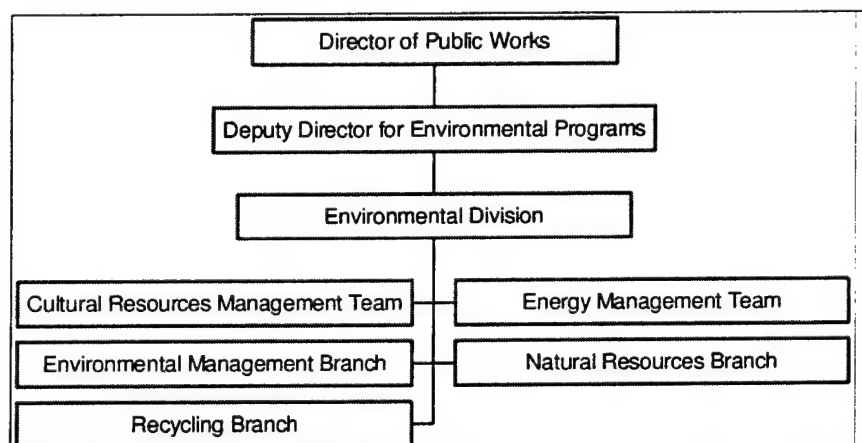 Director of Public Works
Deputy Director for Environmental Programs
Environmental Division
Cultural Resources Management Team
Energy Management Team
Environmental Management Branch
Natural Resources Branch
Recycling Branch